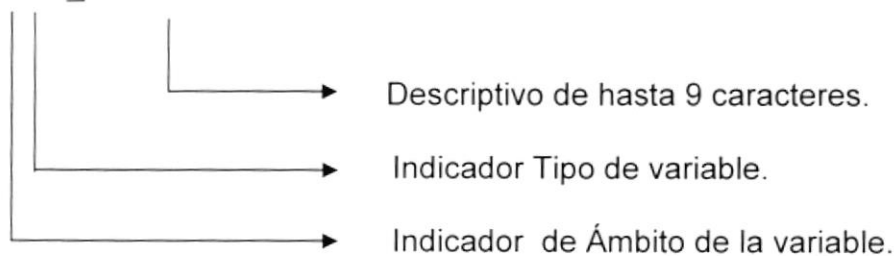 Descriptivo de hasta 9 caracteres.
Indicador Tipo de variable.
Indicador de Ámbito de la variable.